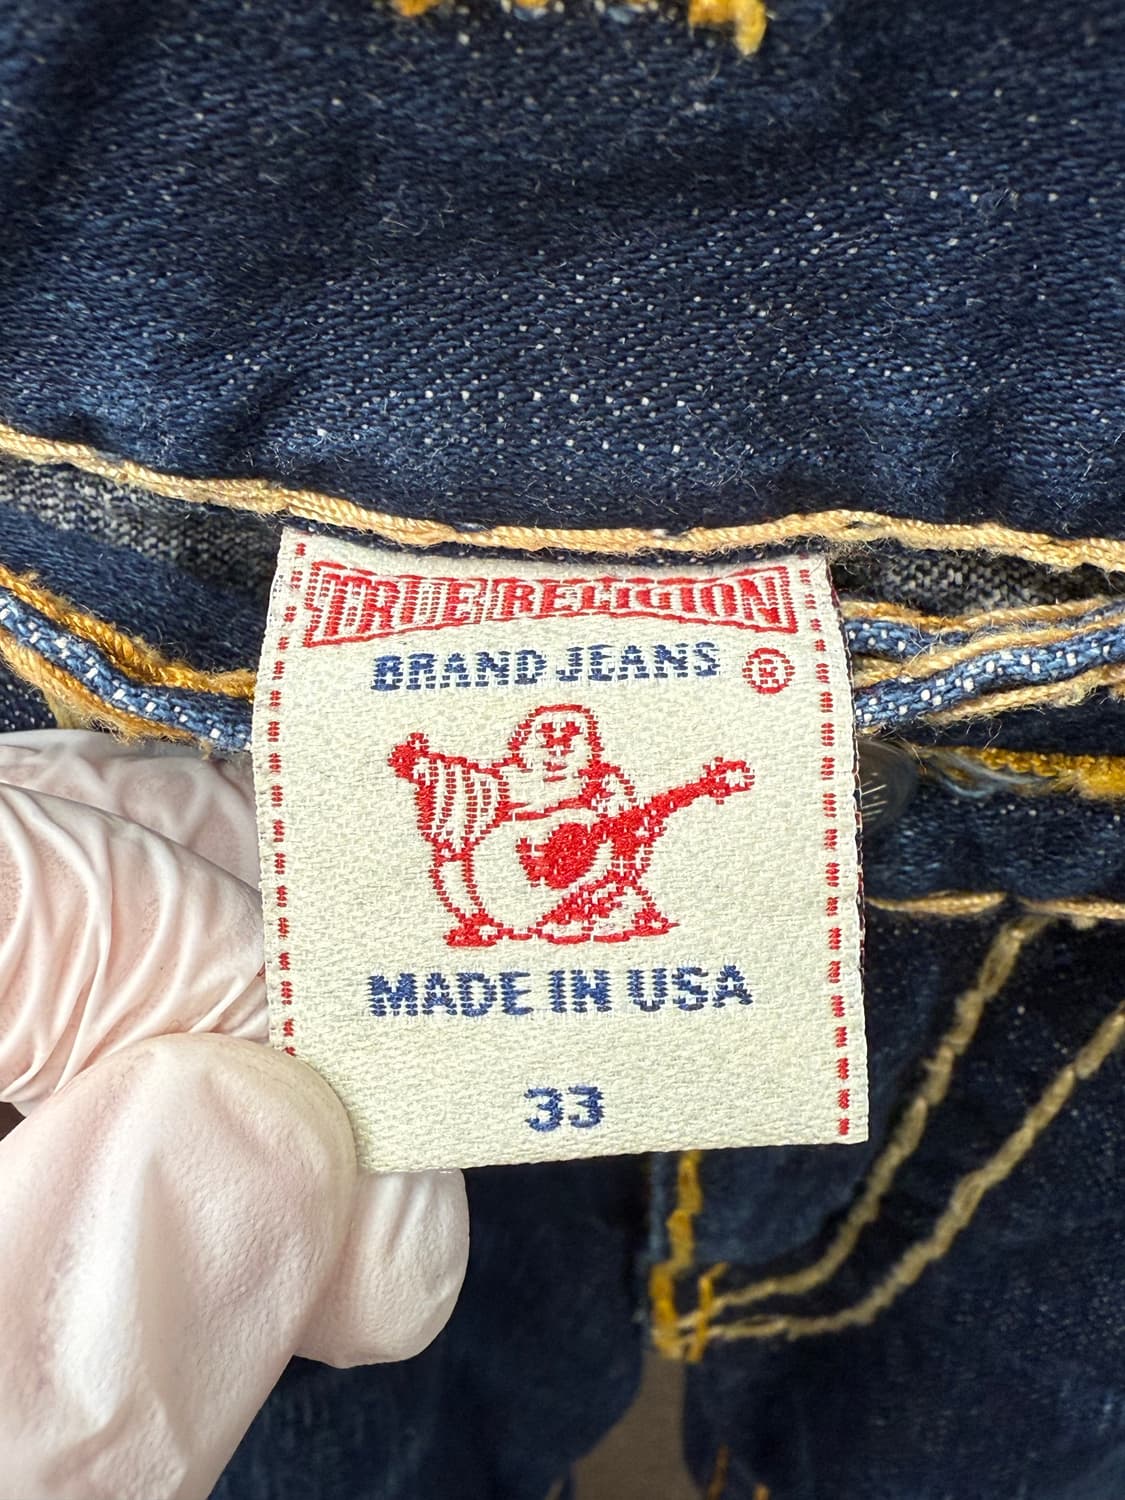 TRUE RELIGION
BRAND JEANS ®
MADE IN USA
33